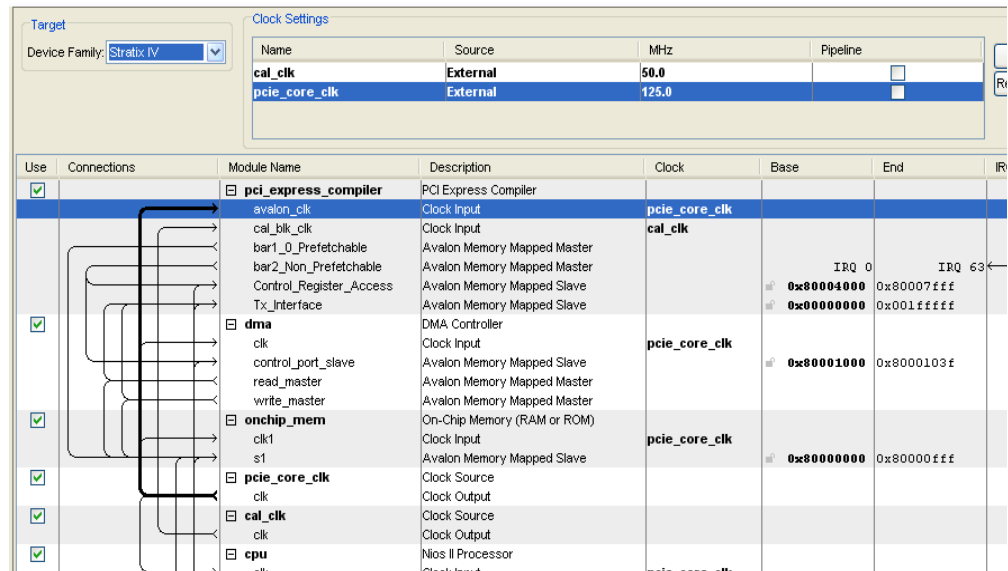 Target
Device Family: Stratix IV
Clock Settings
Name Source MHz Pipeline
cal_clk External 50.0
pcie_core_clk External 125.0
Use Connections Module Name Description Clock Base End
pci_express_compiler PCI Express Compiler
avalon_clk Clock Input pcie_core_clk
cal_blk_clk Clock Input cal_clk
bar1_0_Prefetchable Avalon Memory Mapped Master
bar2_Non_Prefetchable Avalon Memory Mapped Master IRQ 0 IRQ 63
Control_Register_Access Avalon Memory Mapped Slave 0x80004000 0x80007fff
Tx_Interface Avalon Memory Mapped Slave 0x00000000 0x001fffff
dma DMA Controller
clk Clock Input pcie_core_clk
control_port_slave Avalon Memory Mapped Slave 0x80001000 0x8000103f
read_master Avalon Memory Mapped Master
write_master Avalon Memory Mapped Master
onchip_mem On-Chip Memory (RAM or ROM)
clk1 Clock Input pcie_core_clk
s1 Avalon Memory Mapped Slave 0x80000000 0x80000fff
pcie_core_clk Clock Source
clk Clock Output
cal_clk Clock Source
clk Clock Output
cpu Nios II Processor